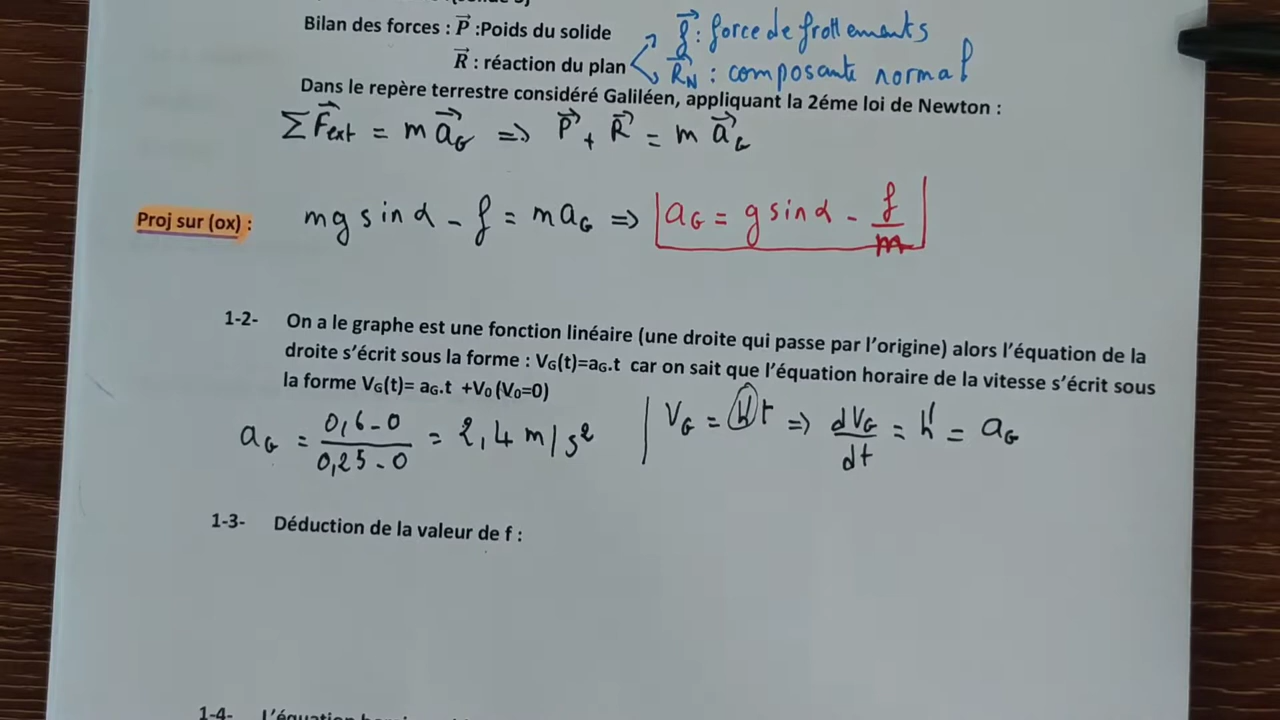 Bilan des forces : P⃗ :Poids du solide
f⃗ : force de frottements
R⃗ : réaction du plan
R⃗N : composante normal
Dans le repère terrestre considéré Galiléen, appliquant la 2éme loi de Newton :
ΣF⃗ext = m a⃗G => P⃗ + R⃗ = m a⃗G
Proj sur (ox) : mg sin α - f = m aG => aG = g sin α - f/m
1-2- On a le graphe est une fonction linéaire (une droite qui passe par l'origine) alors l'équation de la
droite s'écrit sous la forme : VG(t)=aG.t car on sait que l'équation horaire de la vitesse s'écrit sous
la forme VG(t)= aG.t +V0 (V0=0)
aG = (0,6-0)/(0,25-0) = 2,4 m/s² | VG = kt => dVG/dt = k = aG
1-3- Déduction de la valeur de f :
1-4- L'équation